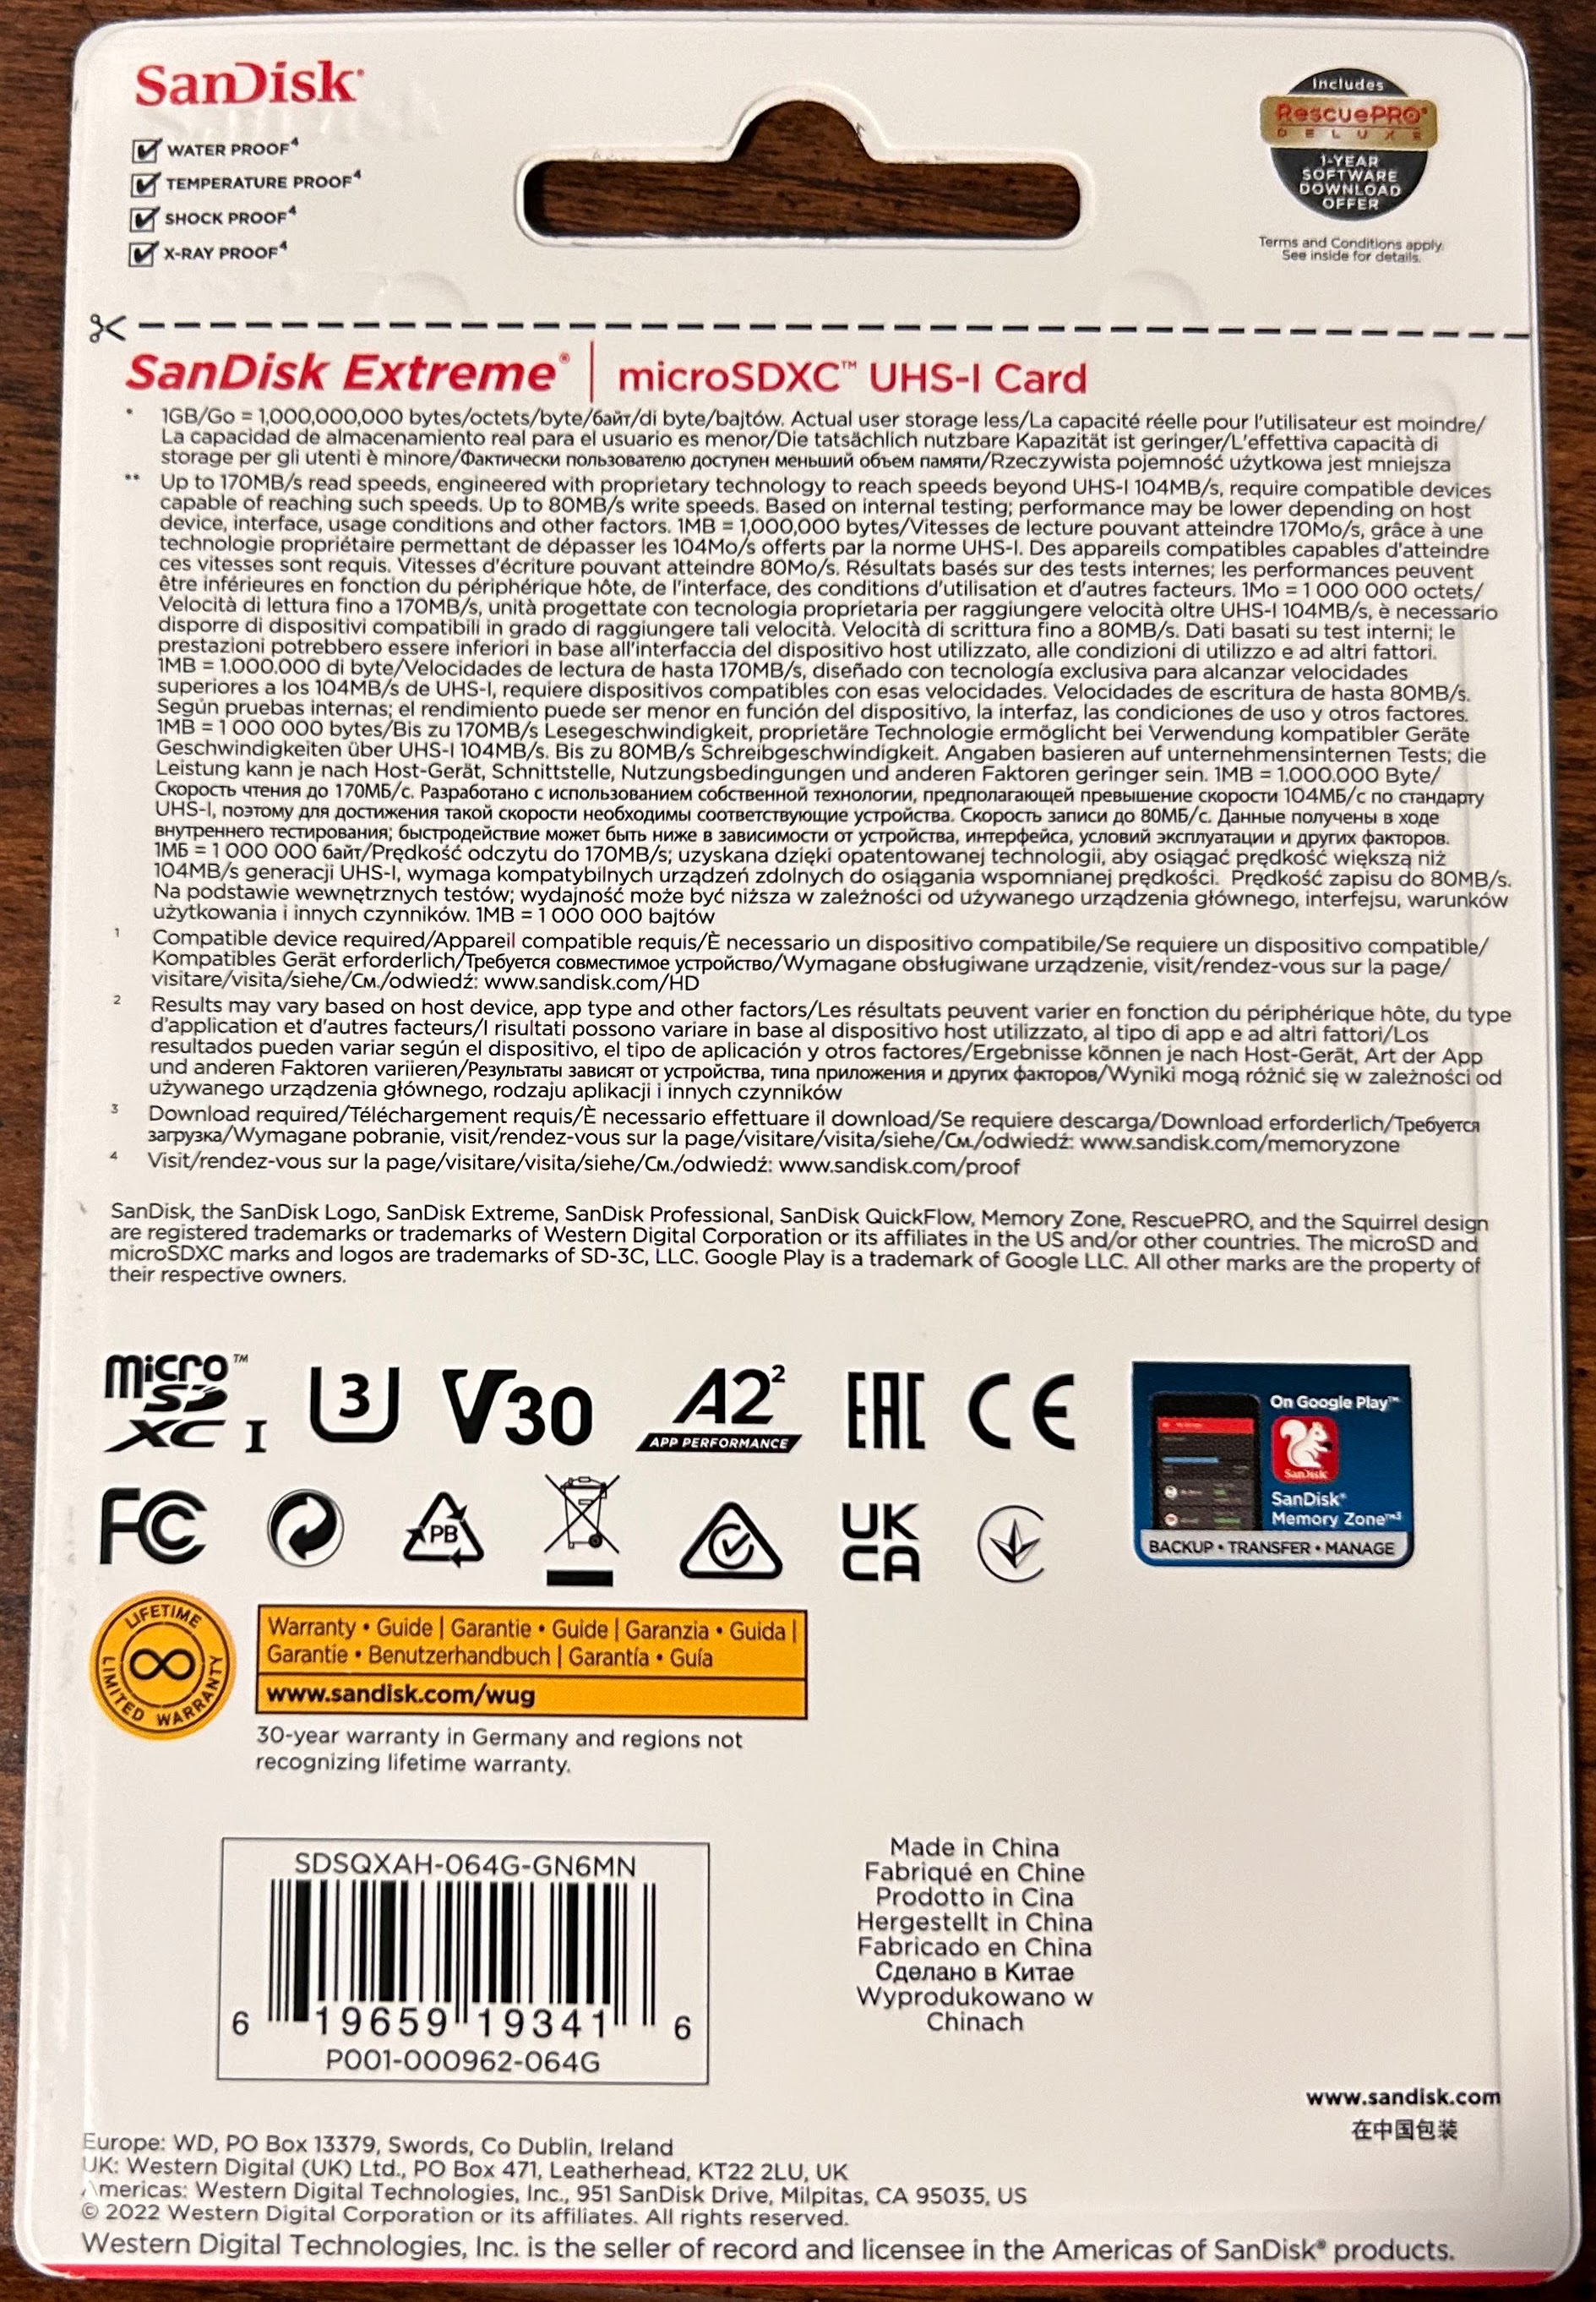 SanDisk®
WATER PROOF⁴
TEMPERATURE PROOF⁴
SHOCK PROOF⁴
X-RAY PROOF⁴
Includes
RescuePRO®
DELUXE
1-YEAR
SOFTWARE
DOWNLOAD
OFFER
Terms and Conditions apply.
See inside for details.
SanDisk Extreme® | microSDXC™ UHS-I Card
* 1GB/Go = 1,000,000,000 bytes/octets/byte/байт/di byte/bajtów. Actual user storage less/La capacité réelle pour l'utilisateur est moindre/
La capacidad de almacenamiento real para el usuario es menor/Die tatsächlich nutzbare Kapazität ist geringer/L'effettiva capacità di
storage per gli utenti è minore/Фактически пользователю доступен меньший объем памяти/Rzeczywista pojemność użytkowa jest mniejsza
** Up to 170MB/s read speeds, engineered with proprietary technology to reach speeds beyond UHS-I 104MB/s, require compatible devices
capable of reaching such speeds. Up to 80MB/s write speeds. Based on internal testing; performance may be lower depending on host
device, interface, usage conditions and other factors. 1MB = 1,000,000 bytes/Vitesses de lecture pouvant atteindre 170Mo/s, grâce à une
technologie propriétaire permettant de dépasser les 104Mo/s offerts par la norme UHS-I. Des appareils compatibles capables d'atteindre
ces vitesses sont requis. Vitesses d'écriture pouvant atteindre 80Mo/s. Résultats basés sur des tests internes; les performances peuvent
être inférieures en fonction du périphérique hôte, de l'interface, des conditions d'utilisation et d'autres facteurs. 1Mo = 1 000 000 octets/
Velocità di lettura fino a 170MB/s, unità progettate con tecnologia proprietaria per raggiungere velocità oltre UHS-I 104MB/s, è necessario
disporre di dispositivi compatibili in grado di raggiungere tali velocità. Velocità di scrittura fino a 80MB/s. Dati basati su test interni; le
prestazioni potrebbero essere inferiori in base all'interfaccia del dispositivo host utilizzato, alle condizioni di utilizzo e ad altri fattori.
1MB = 1.000.000 di byte/Velocidades de lectura de hasta 170MB/s, diseñado con tecnología exclusiva para alcanzar velocidades
superiores a los 104MB/s de UHS-I, requiere dispositivos compatibles con esas velocidades. Velocidades de escritura de hasta 80MB/s.
Según pruebas internas; el rendimiento puede ser menor en función del dispositivo, la interfaz, las condiciones de uso y otros factores.
1MB = 1 000 000 bytes/Bis zu 170MB/s Lesegeschwindigkeit, proprietäre Technologie ermöglicht bei Verwendung kompatibler Geräte
Geschwindigkeiten über UHS-I 104MB/s. Bis zu 80MB/s Schreibgeschwindigkeit. Angaben basieren auf unternehmensinternen Tests; die
Leistung kann je nach Host-Gerät, Schnittstelle, Nutzungsbedingungen und anderen Faktoren geringer sein. 1MB = 1.000.000 Byte/
Скорость чтения до 170МБ/с. Разработано с использованием собственной технологии, предполагающей превышение скорости 104МБ/с по стандарту
UHS-I, поэтому для достижения такой скорости необходимы соответствующие устройства. Скорость записи до 80МБ/с. Данные получены в ходе
внутреннего тестирования; быстродействие может быть ниже в зависимости от устройства, интерфейса, условий эксплуатации и других факторов.
1МБ = 1 000 000 байт/Prędkość odczytu do 170MB/s; uzyskana dzięki opatentowanej technologii, aby osiągać prędkość większą niż
104MB/s generacji UHS-I, wymaga kompatybilnych urządzeń zdolnych do osiągania wspomnianej prędkości. Prędkość zapisu do 80MB/s.
Na podstawie wewnętrznych testów; wydajność może być niższa w zależności od używanego urządzenia głównego, interfejsu, warunków
użytkowania i innych czynników. 1MB = 1 000 000 bajtów
¹ Compatible device required/Appareil compatible requis/È necessario un dispositivo compatibile/Se requiere un dispositivo compatible/
Kompatibles Gerät erforderlich/Требуется совместимое устройство/Wymagane obsługiwane urządzenie, visit/rendez-vous sur la page/
visitare/visita/siehe/См./odwiedź: www.sandisk.com/HD
² Results may vary based on host device, app type and other factors/Les résultats peuvent varier en fonction du périphérique hôte, du type
d'application et d'autres facteurs/I risultati possono variare in base al dispositivo host utilizzato, al tipo di app e ad altri fattori/Los
resultados pueden variar según el dispositivo, el tipo de aplicación y otros factores/Ergebnisse können je nach Host-Gerät, Art der App
und anderen Faktoren variieren/Результаты зависят от устройства, типа приложения и других факторов/Wyniki mogą różnić się w zależności od
używanego urządzenia głównego, rodzaju aplikacji i innych czynników
³ Download required/Téléchargement requis/È necessario effettuare il download/Se requiere descarga/Download erforderlich/Требуется
загрузка/Wymagane pobranie, visit/rendez-vous sur la page/visitare/visita/siehe/См./odwiedź: www.sandisk.com/memoryzone
⁴ Visit/rendez-vous sur la page/visitare/visita/siehe/См./odwiedź: www.sandisk.com/proof
SanDisk, the SanDisk Logo, SanDisk Extreme, SanDisk Professional, SanDisk QuickFlow, Memory Zone, RescuePRO, and the Squirrel design
are registered trademarks or trademarks of Western Digital Corporation or its affiliates in the US and/or other countries. The microSD and
microSDXC marks and logos are trademarks of SD-3C, LLC. Google Play is a trademark of Google LLC. All other marks are the property of
their respective owners.
micro SD XC I ™
U3
V30
A2²
APP PERFORMANCE
EAC
CE
On Google Play™
SanDisk
SanDisk®
Memory Zone™³
BACKUP • TRANSFER • MANAGE
FC
PB
UK
CA
LIFETIME
LIMITED WARRANTY
Warranty • Guide | Garantie • Guide | Garanzia • Guida |
Garantie • Benutzerhandbuch | Garantía • Guía
www.sandisk.com/wug
30-year warranty in Germany and regions not
recognizing lifetime warranty.
SDSQXAH-064G-GN6MN
6 19659 19341 6
P001-000962-064G
Made in China
Fabriqué en Chine
Prodotto in Cina
Hergestellt in China
Fabricado en China
Сделано в Китае
Wyprodukowano w
Chinach
www.sandisk.com
在中国包装
Europe: WD, PO Box 13379, Swords, Co Dublin, Ireland
UK: Western Digital (UK) Ltd., PO Box 471, Leatherhead, KT22 2LU, UK
Americas: Western Digital Technologies, Inc., 951 SanDisk Drive, Milpitas, CA 95035, US
© 2022 Western Digital Corporation or its affiliates. All rights reserved.
Western Digital Technologies, Inc. is the seller of record and licensee in the Americas of SanDisk® products.